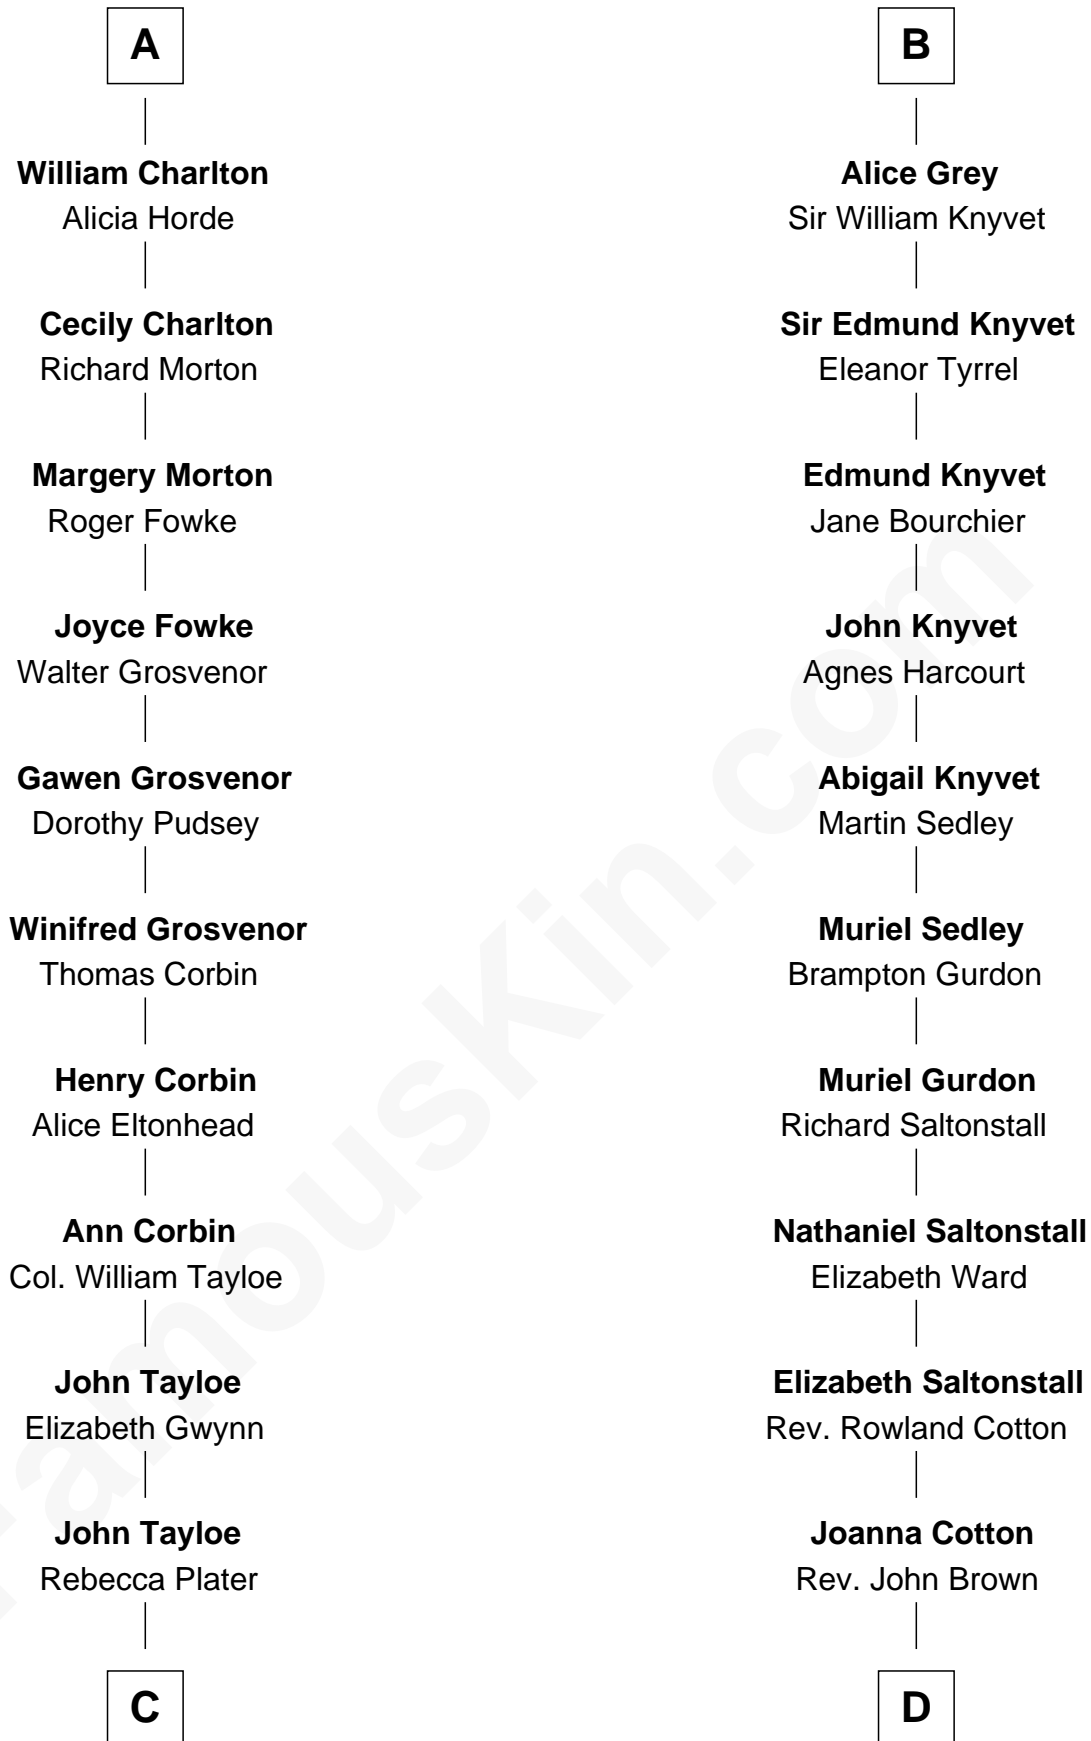 A
William Charlton
Alicia Horde
Cecily Charlton
Richard Morton
Margery Morton
Roger Fowke
Joyce Fowke
Walter Grosvenor
Gawen Grosvenor
Dorothy Pudsey
Winifred Grosvenor
Thomas Corbin
Henry Corbin
Alice Eltonhead
Ann Corbin
Col. William Tayloe
John Tayloe
Elizabeth Gwynn
John Tayloe
Rebecca Plater
C
B
Alice Grey
Sir William Knyvet
Sir Edmund Knyvet
Eleanor Tyrrel
Edmund Knyvet
Jane Bourchier
John Knyvet
Agnes Harcourt
Abigail Knyvet
Martin Sedley
Muriel Sedley
Brampton Gurdon
Muriel Gurdon
Richard Saltonstall
Nathaniel Saltonstall
Elizabeth Ward
Elizabeth Saltonstall
Rev. Rowland Cotton
Joanna Cotton
Rev. John Brown
D
FamousKin.com